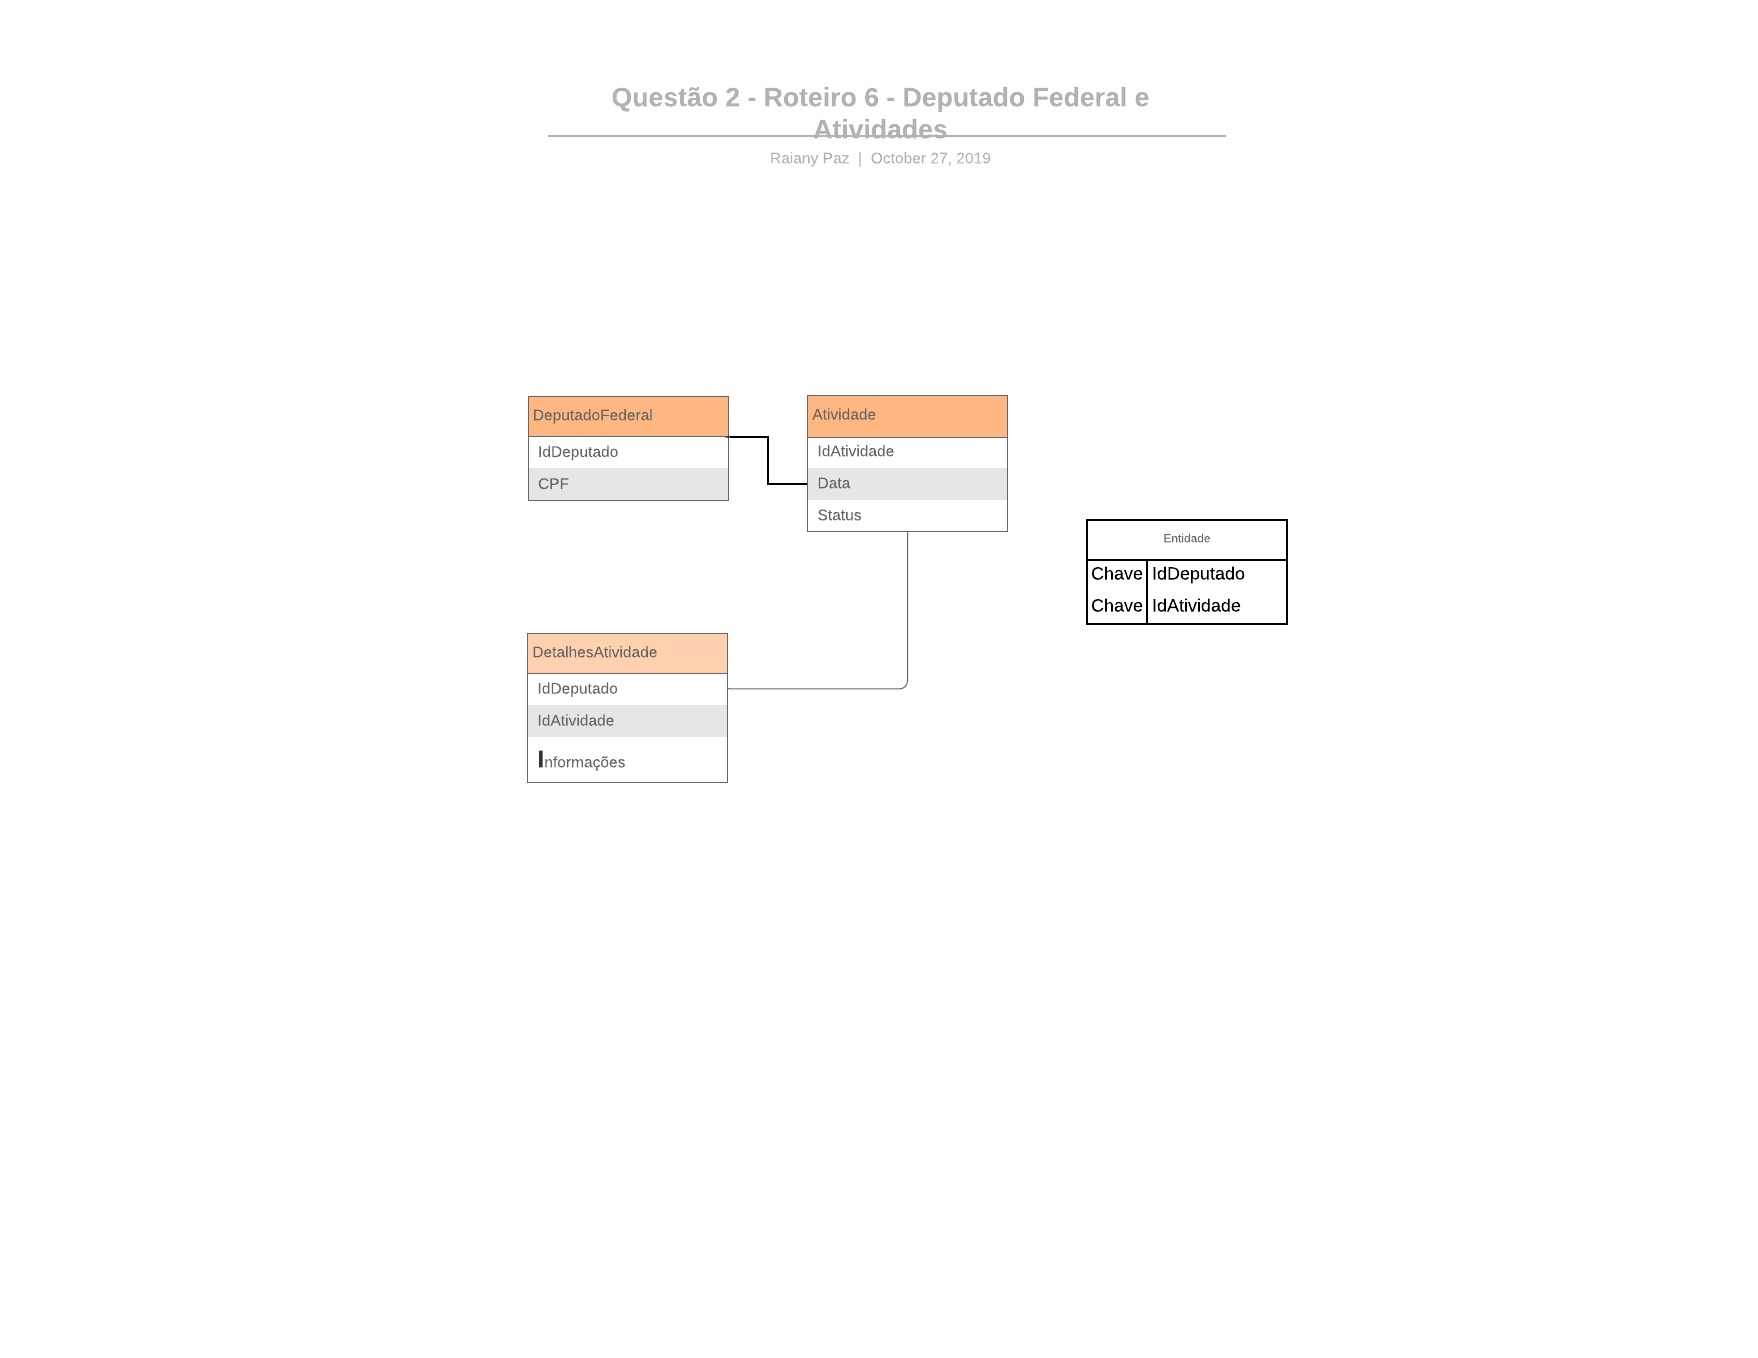 Questão 2 - Roteiro 6 - Deputado Federal e
Atividades
Raiany Paz | October 27, 2019
DeputadoFederal
IdDeputado
CPF
Atividade
IdAtividade
Data
Status
Entidade
Chave IdDeputado
Chave IdAtividade
DetalhesAtividade
IdDeputado
IdAtividade
Informações